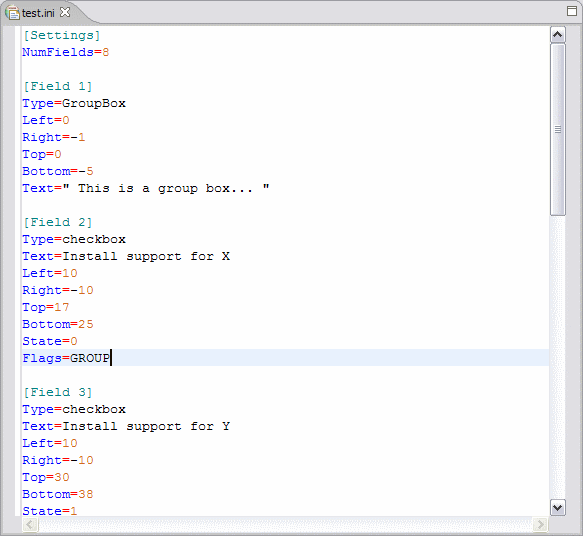 test.ini
[Settings]
NumFields=8
[Field 1]
Type=GroupBox
Left=0
Right=-1
Top=0
Bottom=-5
Text=" This is a group box... "
[Field 2]
Type=checkbox
Text=Install support for X
Left=10
Right=-10
Top=17
Bottom=25
State=0
Flags=GROUP
[Field 3]
Type=checkbox
Text=Install support for Y
Left=10
Right=-10
Top=30
Bottom=38
State=1